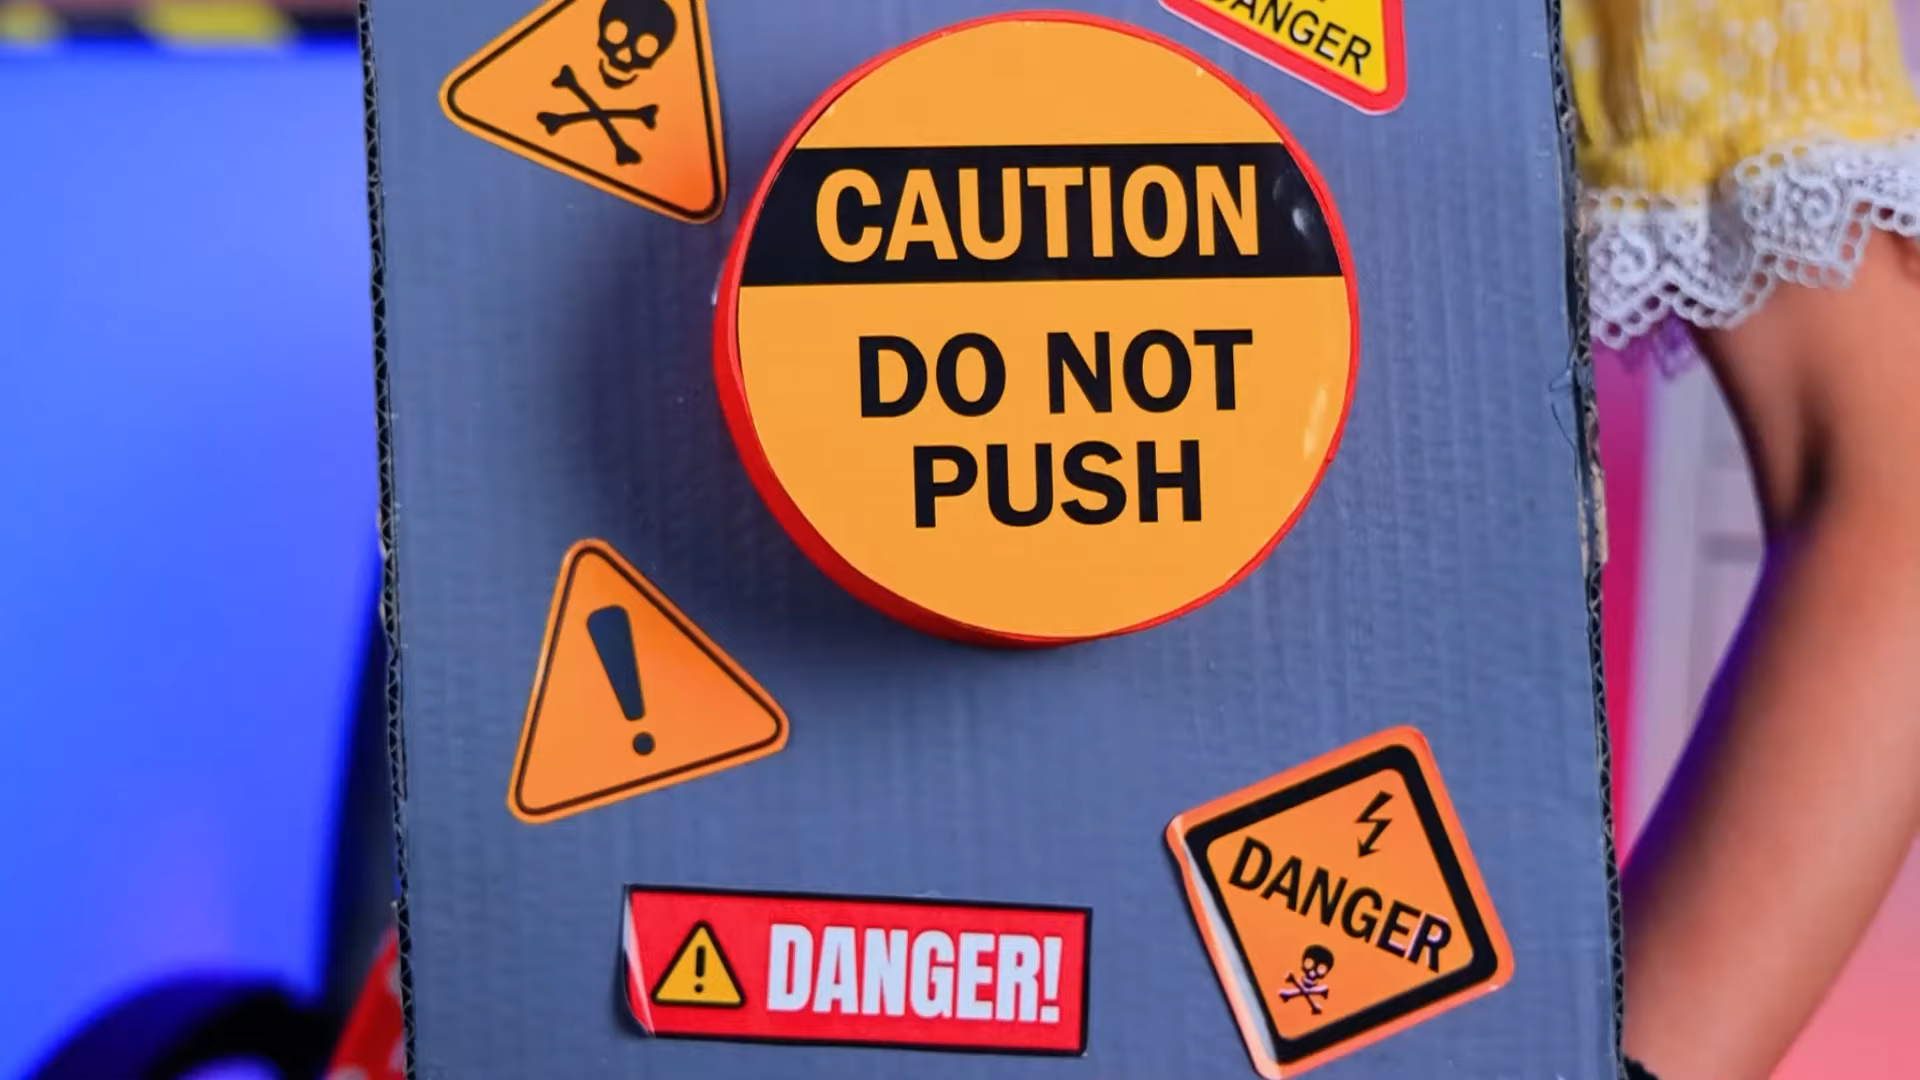 DANGER
CAUTION
DO NOT
PUSH
DANGER
DANGER!